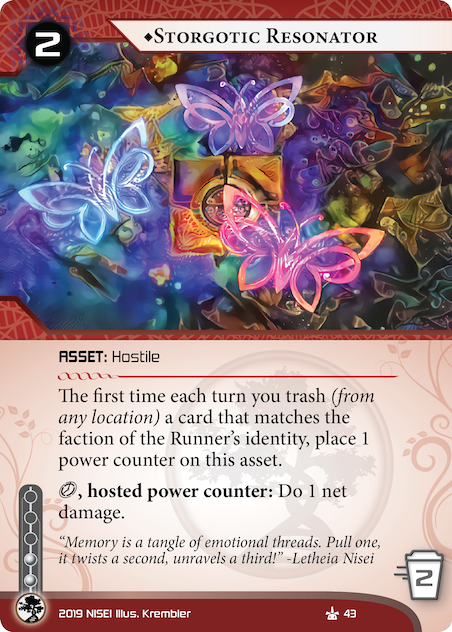 2
⬥Storgotic Resonator
ASSET: Hostile
The first time each turn you trash (from
any location) a card that matches the
faction of the Runner’s identity, place 1
power counter on this asset.
, hosted power counter: Do 1 net
damage.
“Memory is a tangle of emotional threads. Pull one,
it twists a second, unravels a third!” -Letheia Nisei
2
2019 NISEI Illus. Krembler
43